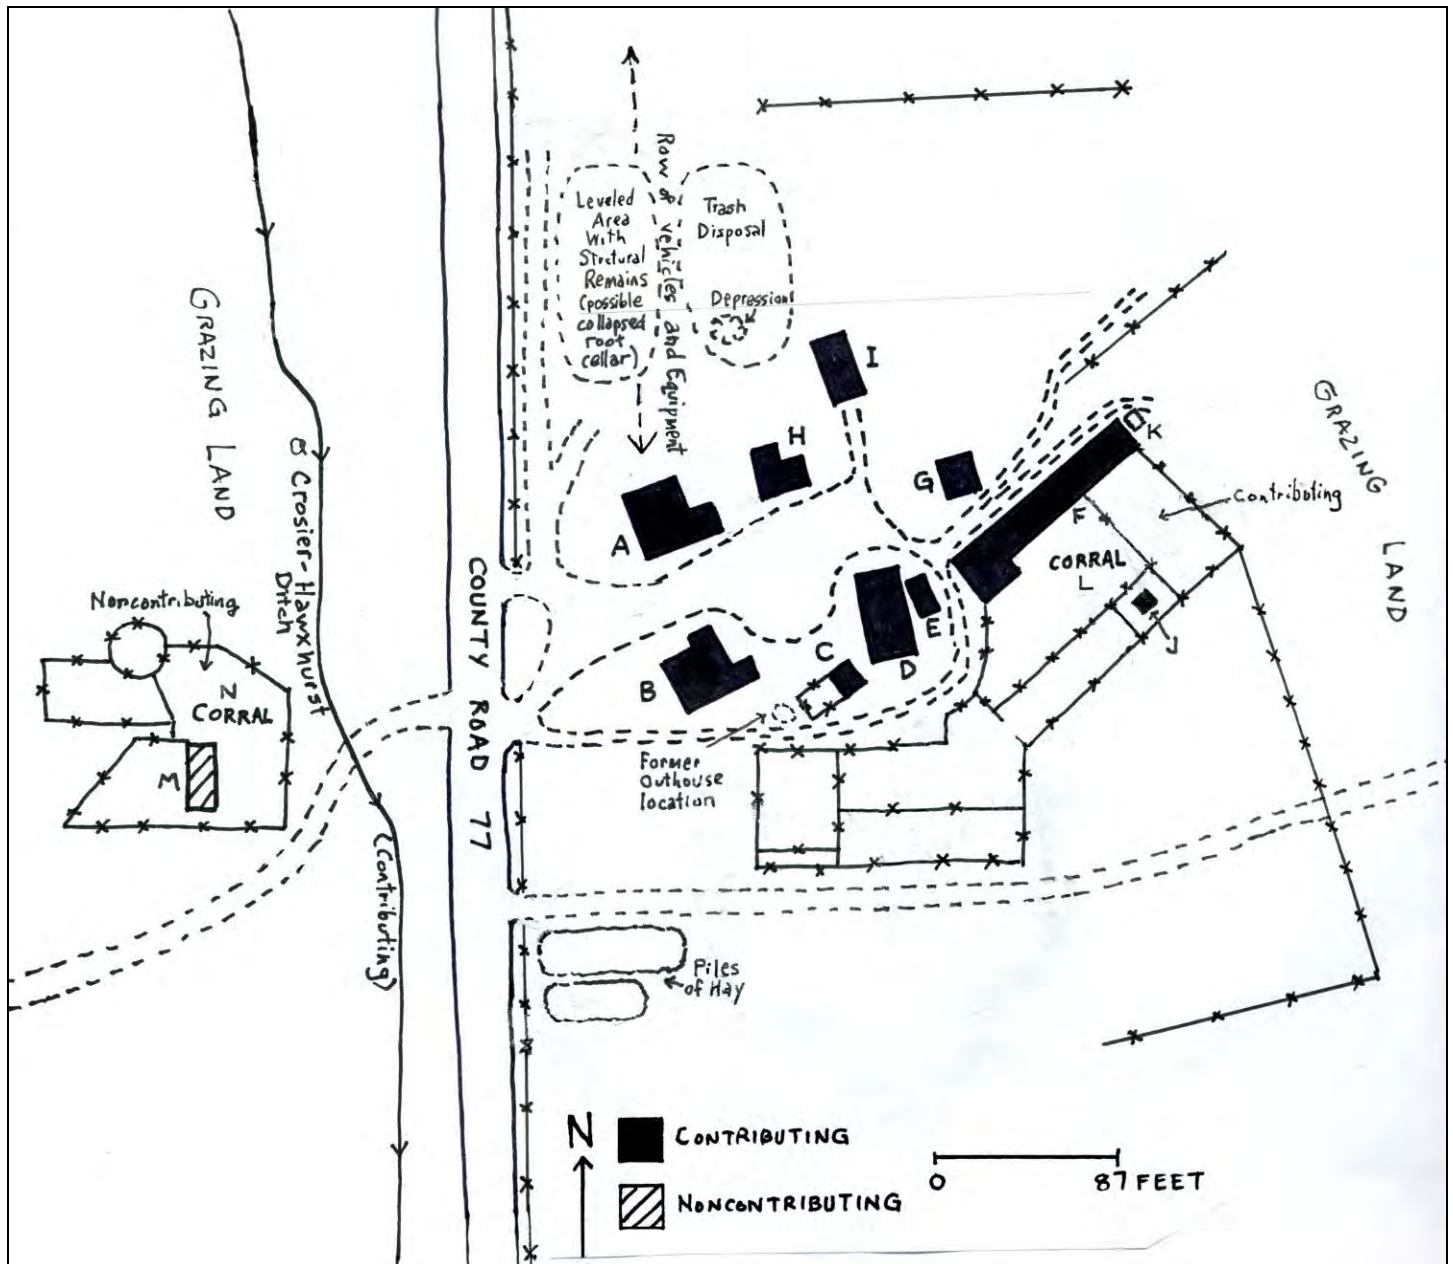 Row of vehicles and Equipment
Leveled
Area
With
Structural
Remains
(possible
collapsed
root
cellar)
Trash
Disposal
Depression
GRAZING LAND
O Crosier-Hawxhurst
Ditch
(Contributing)
COUNTY ROAD 77
I
H
G
A
K
F
Contributing
CORRAL
L
J
GRAZING
LAND
E
D
C
B
Noncontributing
N
CORRAL
M
Former
Outhouse
location
Piles
of Hay
N
CONTRIBUTING
NONCONTRIBUTING
0 87 FEET